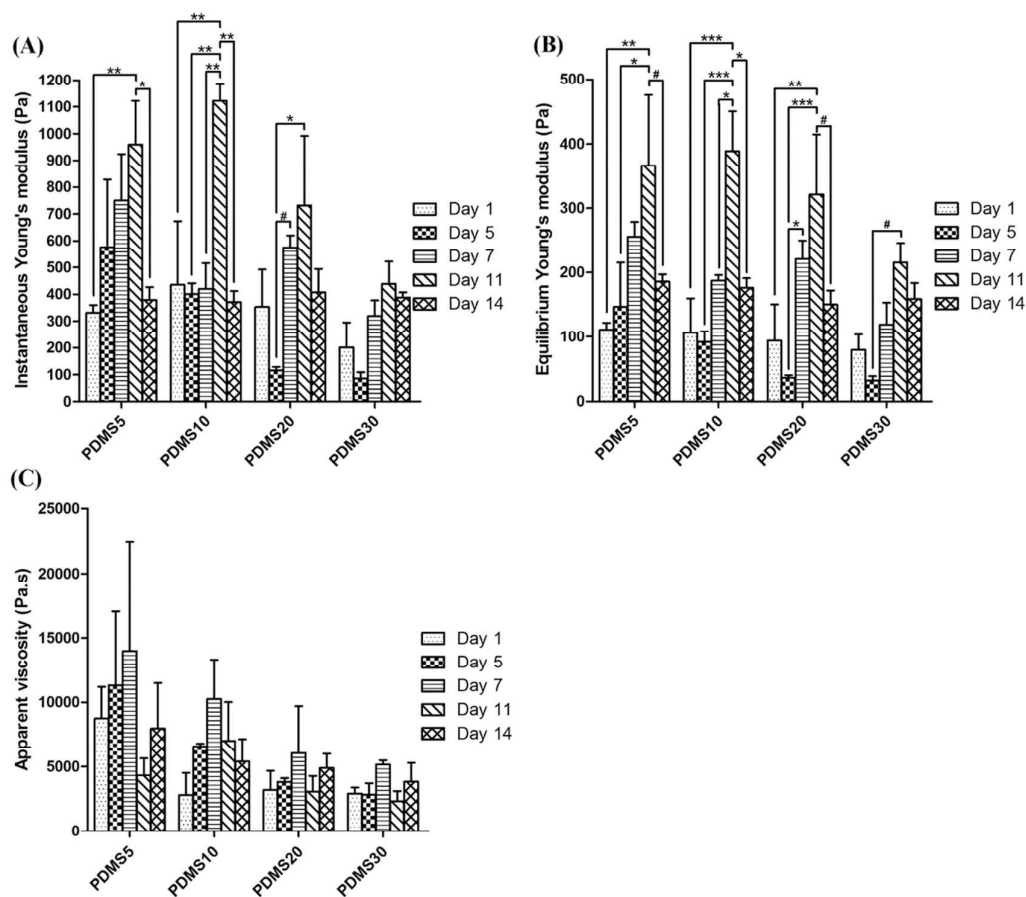 (A)
Instantaneous Young's modulus (Pa)
1200
1100
1000
900
800
700
600
500
400
300
200
100
0
** ** ** ** ** * # *
**
PDMS5
PDMS10
PDMS20
PDMS30
Day 1
Day 5
Day 7
Day 11
Day 14
(B)
Equilibrium Young's modulus (Pa)
500
400
300
200
100
0
** * # *** *** * * ** *** # * #
PDMS5
PDMS10
PDMS20
PDMS30
Day 1
Day 5
Day 7
Day 11
Day 14
(C)
Apparent viscosity (Pa.s)
25000
20000
15000
10000
5000
0
PDMS5
PDMS10
PDMS20
PDMS30
Day 1
Day 5
Day 7
Day 11
Day 14